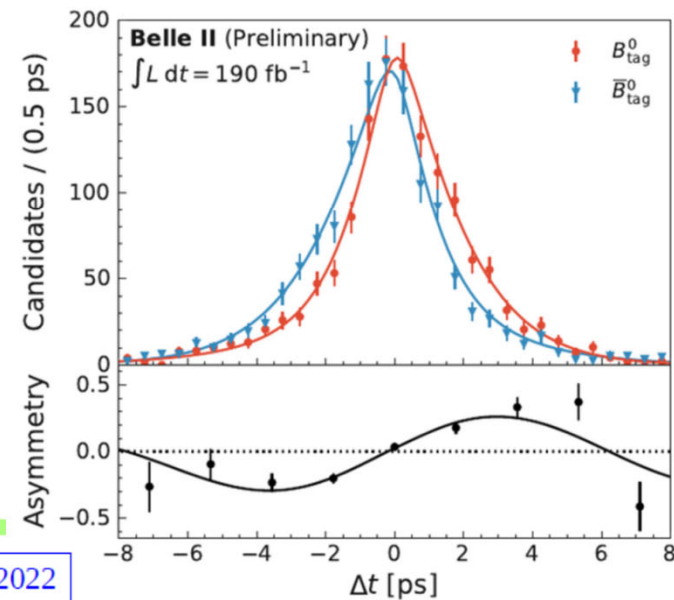 200
150
100
50
0
Candidates / (0.5 ps)
Belle II (Preliminary)
∫L dt = 190 fb⁻¹
B⁰tag
B̅⁰tag
0.5
0.0
−0.5
Asymmetry
−8 −6 −4 −2 0 2 4 6 8
Δt [ps]
2022